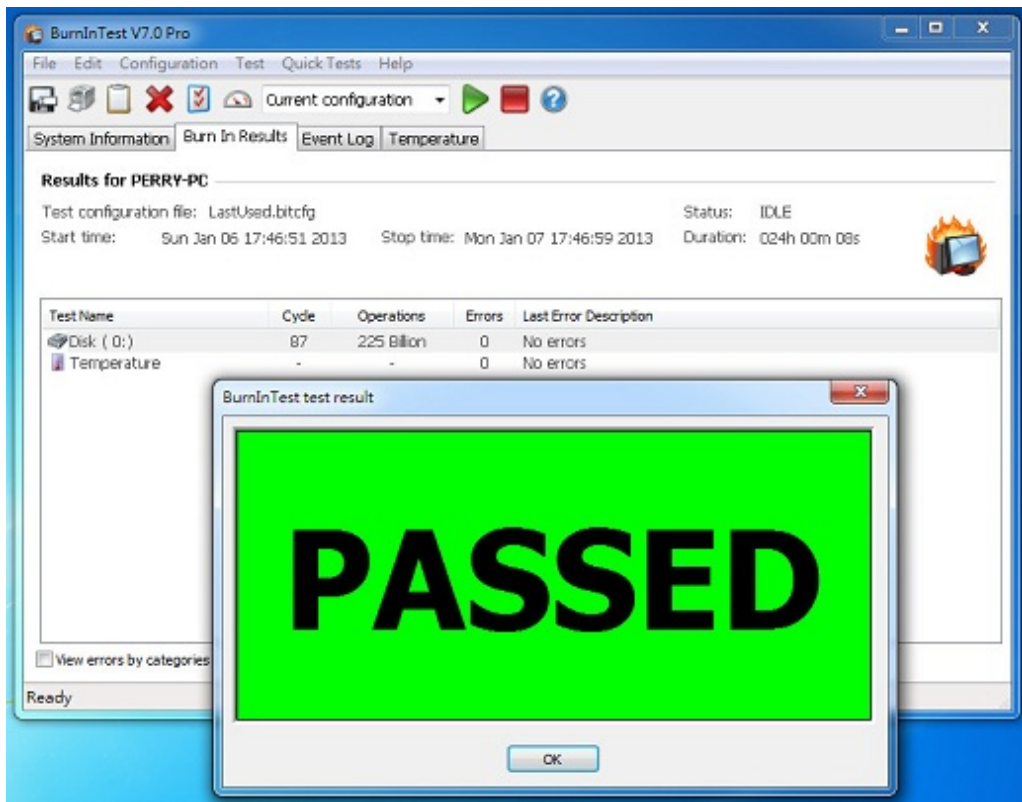 BurnInTest V7.0 Pro
File Edit Configuration Test Quick Tests Help
Current configuration
System Information Burn In Results Event Log Temperature
Results for PERRY-PC
Test configuration file: LastUsed.bitcfg Status: IDLE
Start time: Sun Jan 06 17:46:51 2013 Stop time: Mon Jan 07 17:46:59 2013 Duration: 024h 00m 08s
Test Name Cycle Operations Errors Last Error Description
Disk ( O:) 87 225 Billion 0 No errors
Temperature - - 0 No errors
BurnInTest test result
PASSED
View errors by categories
Ready
OK